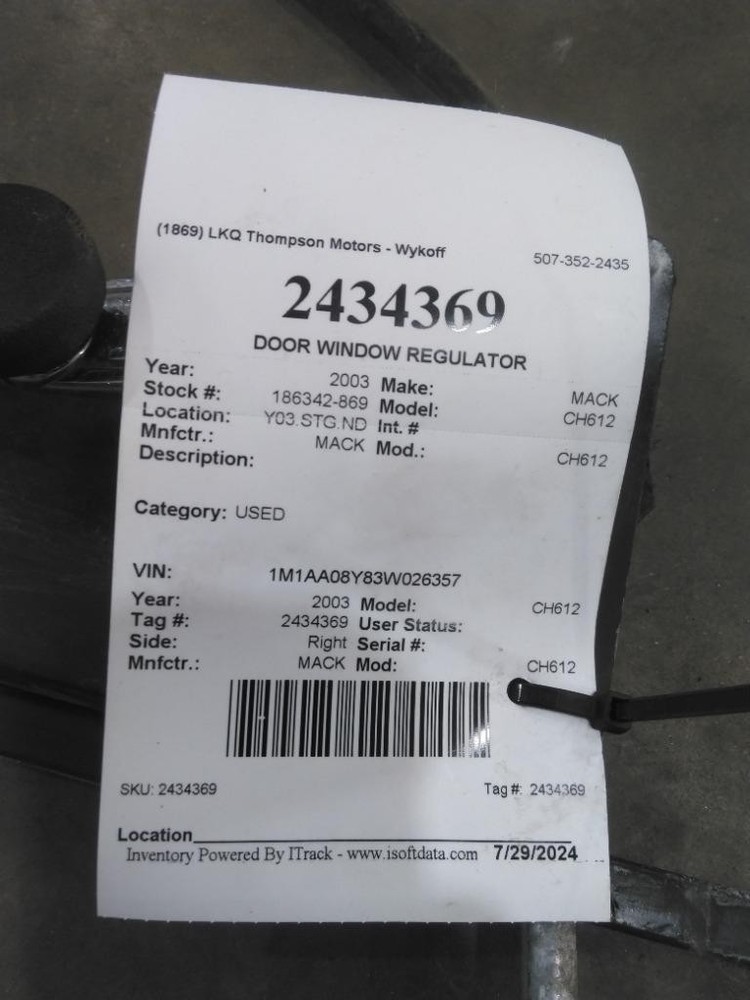 (1869) LKQ Thompson Motors - Wykoff 507-352-2435
2434369
DOOR WINDOW REGULATOR
Year: 2003 Make: MACK
Stock #: 186342-869 Model: CH612
Location: Y03.STG.ND Int. #
Mnfctr.: MACK Mod.: CH612
Description:
Category: USED
VIN: 1M1AA08Y83W026357
Year: 2003 Model: CH612
Tag #: 2434369 User Status:
Side: Right Serial #:
Mnfctr.: MACK Mod: CH612
SKU: 2434369 Tag #: 2434369
Location
Inventory Powered By ITrack - www.isoftdata.com 7/29/2024